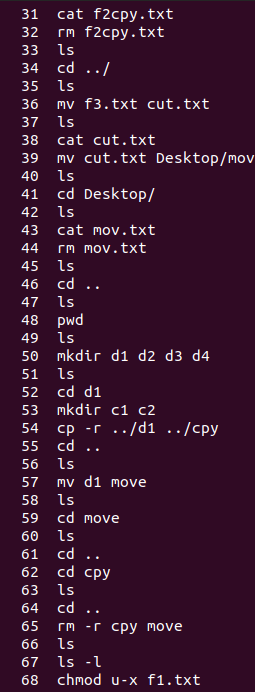 31 cat f2cpy.txt
32 rm f2cpy.txt
33 ls
34 cd ../
35 ls
36 mv f3.txt cut.txt
37 ls
38 cat cut.txt
39 mv cut.txt Desktop/mov
40 ls
41 cd Desktop/
42 ls
43 cat mov.txt
44 rm mov.txt
45 ls
46 cd ..
47 ls
48 pwd
49 ls
50 mkdir d1 d2 d3 d4
51 ls
52 cd d1
53 mkdir c1 c2
54 cp -r ../d1 ../cpy
55 cd ..
56 ls
57 mv d1 move
58 ls
59 cd move
60 ls
61 cd ..
62 cd cpy
63 ls
64 cd ..
65 rm -r cpy move
66 ls
67 ls -l
68 chmod u-x f1.txt